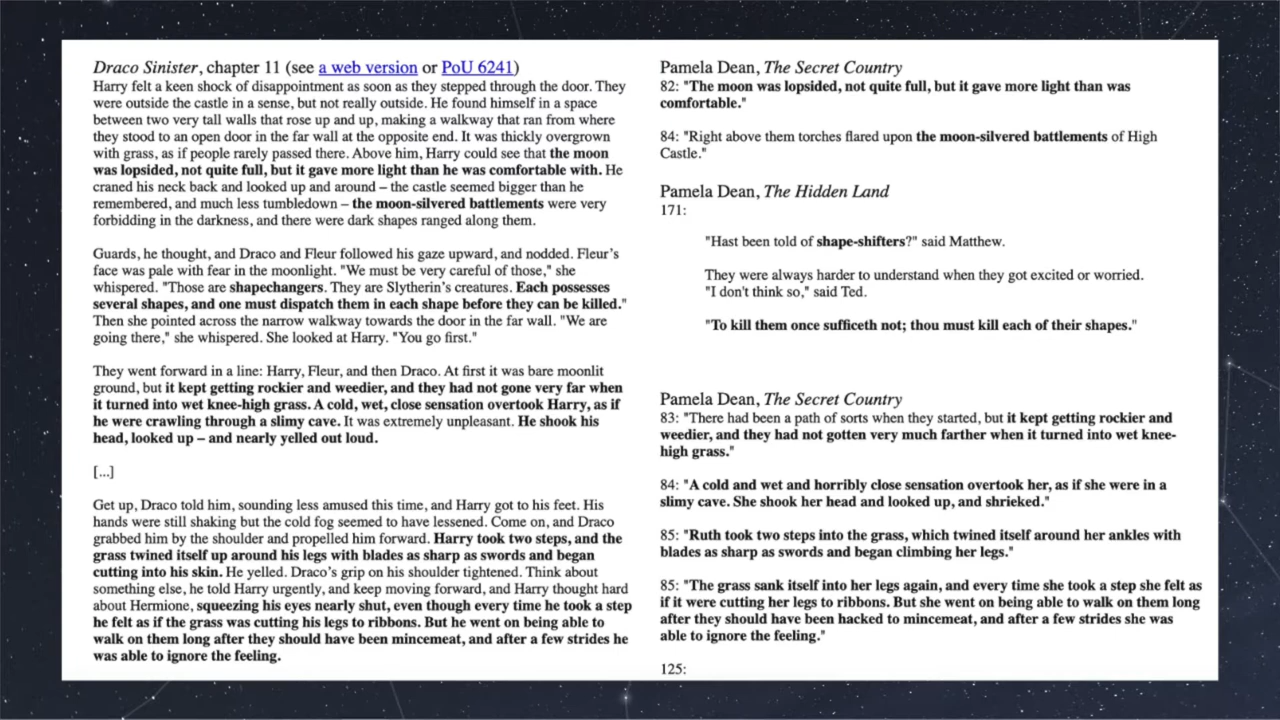 Draco Sinister, chapter 11 (see a web version or PoU 6241)
Harry felt a keen shock of disappointment as soon as they stepped through the door. They
were outside the castle in a sense, but not really outside. He found himself in a space
between two very tall walls that rose up and up, making a walkway that ran from where
they stood to an open door in the far wall at the opposite end. It was thickly overgrown
with grass, as if people rarely passed there. Above him, Harry could see that the moon
was lopsided, not quite full, but it gave more light than he was comfortable with. He
craned his neck back and looked up and around – the castle seemed bigger than he
remembered, and much less tumbledown – the moon-silvered battlements were very
forbidding in the darkness, and there were dark shapes ranged along them.
Guards, he thought, and Draco and Fleur followed his gaze upward, and nodded. Fleur’s
face was pale with fear in the moonlight. "We must be very careful of those," she
whispered. "Those are shapechangers. They are Slytherin’s creatures. Each possesses
several shapes, and one must dispatch them in each shape before they can be killed."
Then she pointed across the narrow walkway towards the door in the far wall. "We are
going there," she whispered. She looked at Harry. "You go first."
They went forward in a line: Harry, Fleur, and then Draco. At first it was bare moonlit
ground, but it kept getting rockier and weedier, and they had not gone very far when
it turned into wet knee-high grass. A cold, wet, close sensation overtook Harry, as if
he were crawling through a slimy cave. It was extremely unpleasant. He shook his
head, looked up – and nearly yelled out loud.
[...]
Get up, Draco told him, sounding less amused this time, and Harry got to his feet. His
hands were still shaking but the cold fog seemed to have lessened. Come on, and Draco
grabbed him by the shoulder and propelled him forward. Harry took two steps, and the
grass twined itself up around his legs with blades as sharp as swords and began
cutting into his skin. He yelled. Draco’s grip on his shoulder tightened. Think about
something else, he told Harry urgently, and keep moving forward, and Harry thought hard
about Hermione, squeezing his eyes nearly shut, even though every time he took a step
he felt as if the grass was cutting his legs to ribbons. But he went on being able to
walk on them long after they should have been mincemeat, and after a few strides he
was able to ignore the feeling.
Pamela Dean, The Secret Country
82: "The moon was lopsided, not quite full, but it gave more light than was
comfortable."
84: "Right above them torches flared upon the moon-silvered battlements of High
Castle."
Pamela Dean, The Hidden Land
171:
"Hast been told of shape-shifters?" said Matthew.
They were always harder to understand when they got excited or worried.
"I don't think so," said Ted.
"To kill them once sufficeth not; thou must kill each of their shapes."
Pamela Dean, The Secret Country
83: "There had been a path of sorts when they started, but it kept getting rockier and
weedier, and they had not gotten very much farther when it turned into wet knee-
high grass."
84: "A cold and wet and horribly close sensation overtook her, as if she were in a
slimy cave. She shook her head and looked up, and shrieked."
85: "Ruth took two steps into the grass, which twined itself around her ankles with
blades as sharp as swords and began climbing her legs."
85: "The grass sank itself into her legs again, and every time she took a step she felt as
if it were cutting her legs to ribbons. But she went on being able to walk on them long
after they should have been hacked to mincemeat, and after a few strides she was
able to ignore the feeling."
125: